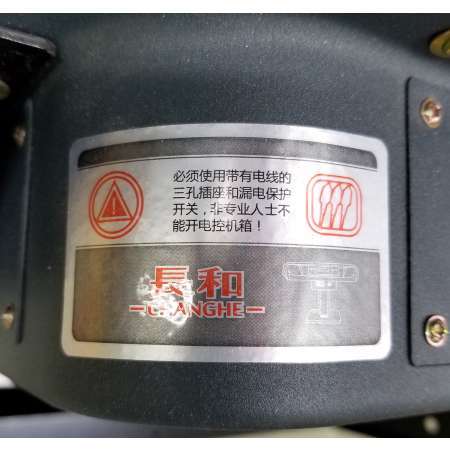 必须使用带有电线的
三孔插座和漏电保护
开关，非专业人士不
能开电控机箱！
長和
CHANGHE